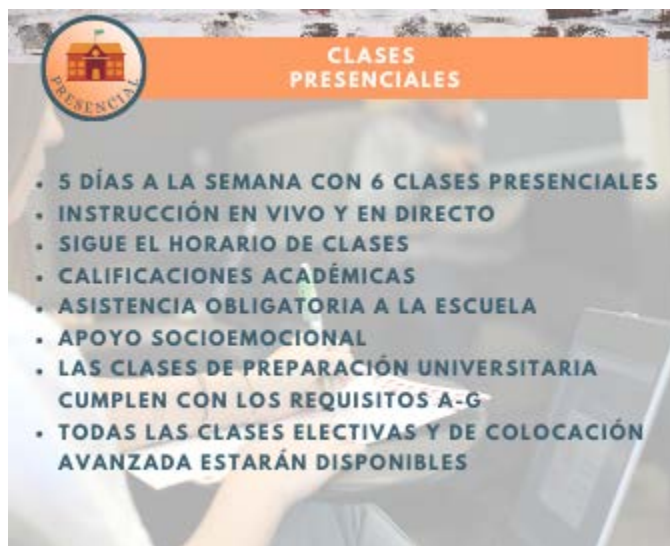 CLASES
PRESENCIALES
PRESENCIAL
• 5 DÍAS A LA SEMANA CON 6 CLASES PRESENCIALES
• INSTRUCCIÓN EN VIVO Y EN DIRECTO
• SIGUE EL HORARIO DE CLASES
• CALIFICACIONES ACADÉMICAS
• ASISTENCIA OBLIGATORIA A LA ESCUELA
• APOYO SOCIOEMOCIONAL
• LAS CLASES DE PREPARACIÓN UNIVERSITARIA
CUMPLEN CON LOS REQUISITOS A-G
• TODAS LAS CLASES ELECTIVAS Y DE COLOCACIÓN
AVANZADA ESTARÁN DISPONIBLES